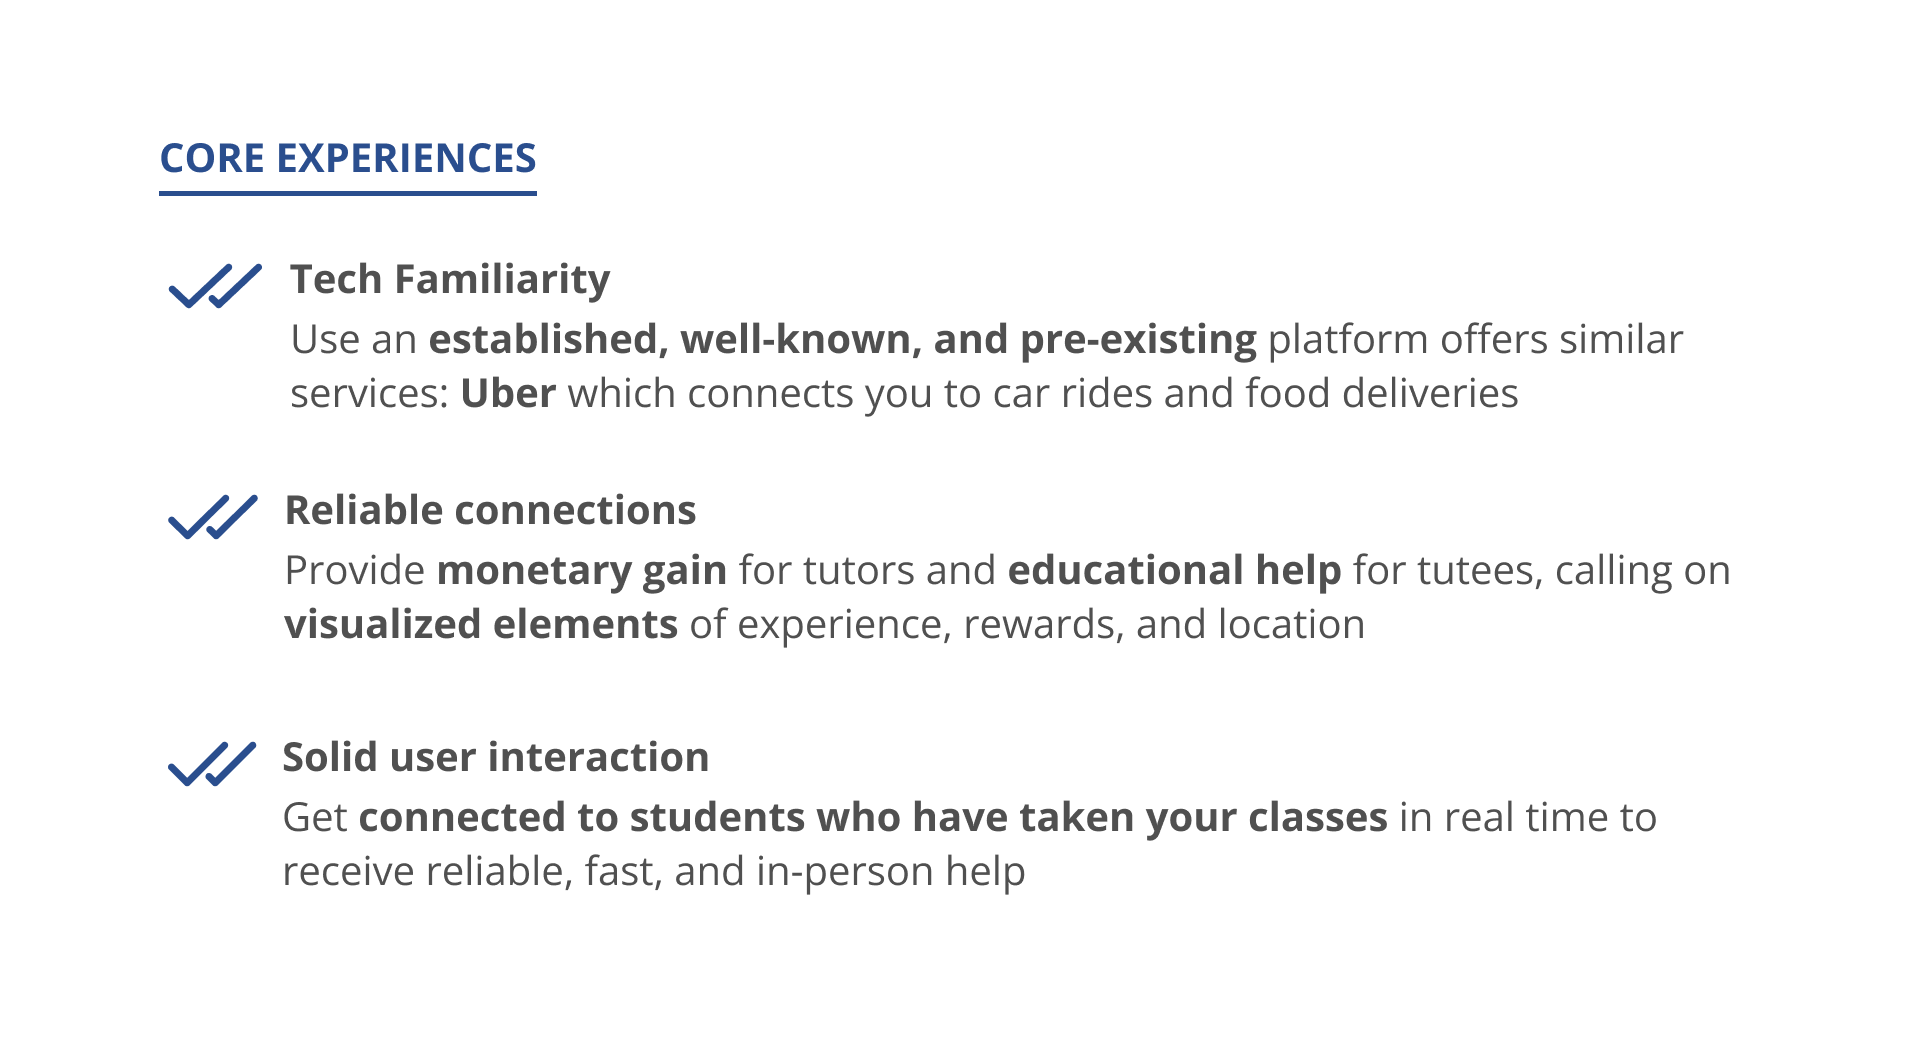 CORE EXPERIENCES
Tech Familiarity
Use an established, well-known, and pre-existing platform offers similar
services: Uber which connects you to car rides and food deliveries
Reliable connections
Provide monetary gain for tutors and educational help for tutees, calling on
visualized elements of experience, rewards, and location
Solid user interaction
Get connected to students who have taken your classes in real time to
receive reliable, fast, and in-person help